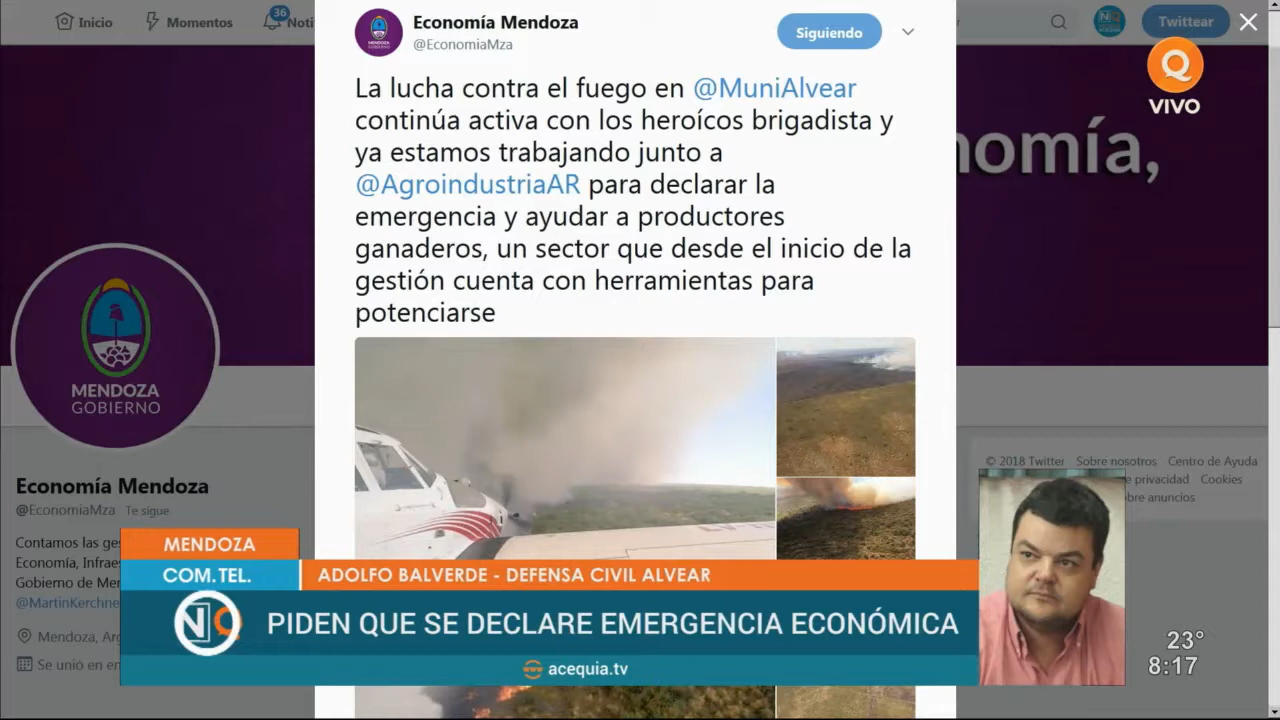 Inicio
Momentos
36
Noti
Economía Mendoza
@EconomiaMza
Siguiendo
Twittear
Q
VIVO
La lucha contra el fuego en @MuniAlvear
continúa activa con los heroícos brigadista y
ya estamos trabajando junto a
@AgroindustriaAR para declarar la
emergencia y ayudar a productores
ganaderos, un sector que desde el inicio de la
gestión cuenta con herramientas para
potenciarse
nomía,
MENDOZA
GOBIERNO
Economía Mendoza
@EconomiaMza Te sigue
Contamos las ges
Economía, Infraes
Gobierno de Men
@MartinKerchne
Mendoza, Arg
Se unió en en
© 2018 Twitter Sobre nosotros Centro de Ayuda
e privacidad Cookies
bre anuncios
MENDOZA
COM.TEL.
ADOLFO BALVERDE - DEFENSA CIVIL ALVEAR
NQ
PIDEN QUE SE DECLARE EMERGENCIA ECONÓMICA
acequia.tv
23°
8:17